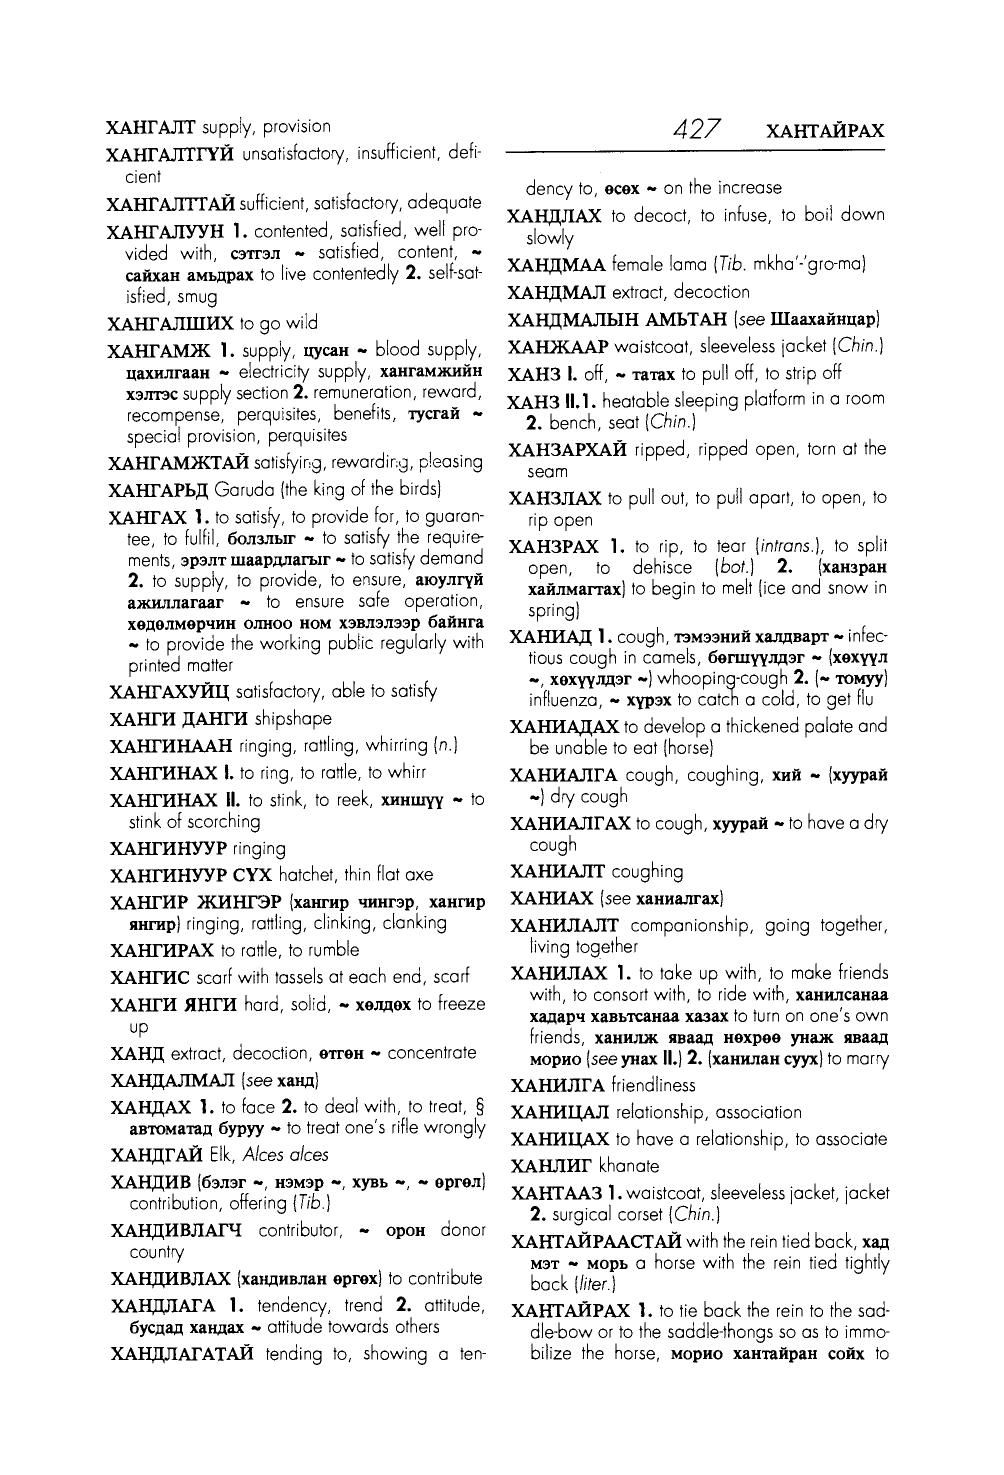 ХАНГАЛТ supply, provision
ХАНГАЛТГҮЙ unsatisfactory, insufficient, defi-
cient
ХАНГАЛТТАЙ sufficient, satisfactory, adequate
ХАНГАЛУУН 1. contented, satisfied, well pro-
vided with, сэтгэл ~ satisfied, content, ~
сайхан амьдрах to live contentedly 2. self-sat-
isfied, smug
ХАНГАЛШИХ to go wild
ХАНГАМЖ 1. supply, цусан ~ blood supply,
цахилгаан ~ electricity supply, хангамжийн
хэлтэс supply section 2. remuneration, reward,
recompense, perquisites, benefits, тусгай ~
special provision, perquisites
ХАНГАМЖТАЙ satisfying, rewarding, pleasing
ХАНГАРЬД Garuda (the king of the birds)
ХАНГАХ 1. to satisfy, to provide for, to guaran-
tee, to fulfil, болзлыг ~ to satisfy the require-
ments, эрэлт шаардлагыг ~ to satisfy demand
2. to supply, to provide, to ensure, аюулгүй
ажиллагааг ~ to ensure safe operation,
хөдөлмөрчин олноо ном хэвлэлээр байнга
~ to provide the working public regularly with
printed matter
ХАНГАХУЙЦ satisfactory, able to satisfy
ХАНГИ ДАНГИ shipshape
ХАНГИНААН ringing, rattling, whirring (n.)
ХАНГИНАХ I. to ring, to rattle, to whirr
ХАНГИНАХ II. to stink, to reek, хиншүү ~ to
stink of scorching
ХАНГИНУУР ringing
ХАНГИНУУР СҮХ hatchet, thin flat axe
ХАНГИР ЖИНГЭР (хангир чингэр, хангир
янгир) ringing, rattling, clinking, clanking
ХАНГИРАХ to rattle, to rumble
ХАНГИС scarf with tassels at each end, scarf
ХАНГИ ЯНГИ hard, solid, ~ хөлдөх to freeze
up
ХАНД extract, decoction, өтгөн ~ concentrate
ХАНДАЛМАЛ (see ханд)
ХАНДАХ 1. to face 2. to deal with, to treat, §
автоматад буруу ~ to treat one's rifle wrongly
ХАНДГАЙ Elk, Alces alces
ХАНДИВ (бэлэг ~, нэмэр ~, хувь ~, ~ өргөл)
contribution, offering (Tib.)
ХАНДИВЛАГЧ contributor, ~ орон donor
country
ХАНДИВЛАХ (хандивлан өргөх) to contribute
ХАНДЛАГА 1. tendency, trend 2. attitude,
бусдад хандах ~ attitude towards others
ХАНДЛАГАТАЙ tending to, showing a ten-
427 ХАНТАЙРАХ
dency to, өсөх ~ on the increase
ХАНДЛАХ to decoct, to infuse, to boil down
slowly
ХАНДМАА female lama (Tib. mkha'-'gro-ma)
ХАНДМАЛ extract, decoction
ХАНДМАЛЫН АМЬТАН (see Шаахайнцар)
ХАНЖААР waistcoat, sleeveless jacket (Chin.)
ХАНЗ I. off, ~ татах to pull off, to strip off
ХАНЗ II.1. heatable sleeping platform in a room
2. bench, seat (Chin.)
ХАНЗАРХАЙ ripped, ripped open, torn at the
seam
ХАНЗЛАХ to pull out, to pull apart, to open, to
rip open
ХАНЗРАХ 1. to rip, to tear (intrans.), to split
open, to dehisce (bot.) 2. (ханзран
хайлмагтах) to begin to melt (ice and snow in
spring)
ХАНИАД 1. cough, тэмээний халдварт ~ infec-
tious cough in camels, бөгшүүлдэг ~ (хөхүүл
~, хөхүүлдэг ~) whooping-cough 2. (~ томуу)
influenza, ~ хүрэх to catch a cold, to get flu
ХАНИАДАХ to develop a thickened palate and
be unable to eat (horse)
ХАНИАЛГА cough, coughing, хий ~ (хуурай
~) dry cough
ХАНИАЛГАХ to cough, хуурай ~ to have a dry
cough
ХАНИАЛТ coughing
ХАНИАХ (see ханиалгах)
ХАНИЛАЛТ companionship, going together,
living together
ХАНИЛАХ 1. to take up with, to make friends
with, to consort with, to ride with, ханилсанаа
хадарч хавьтсанаа хазах to turn on one's own
friends, ханилж яваад нөхрөө унаж яваад
морио (see унах II.) 2. (ханилан суух) to marry
ХАНИЛГА friendliness
ХАНИЦАЛ relationship, association
ХАНИЦАХ to have a relationship, to associate
ХАНЛИГ khanate
ХАНТААЗ 1. waistcoat, sleeveless jacket, jacket
2. surgical corset (Chin.)
ХАНТАЙРААСТАЙ with the rein tied back, хад
мэт ~ морь a horse with the rein tied tightly
back (liter.)
ХАНТАЙРАХ 1. to tie back the rein to the sad-
dle-bow or to the saddle-thongs so as to immo-
bilize the horse, морио хантайран сойх to